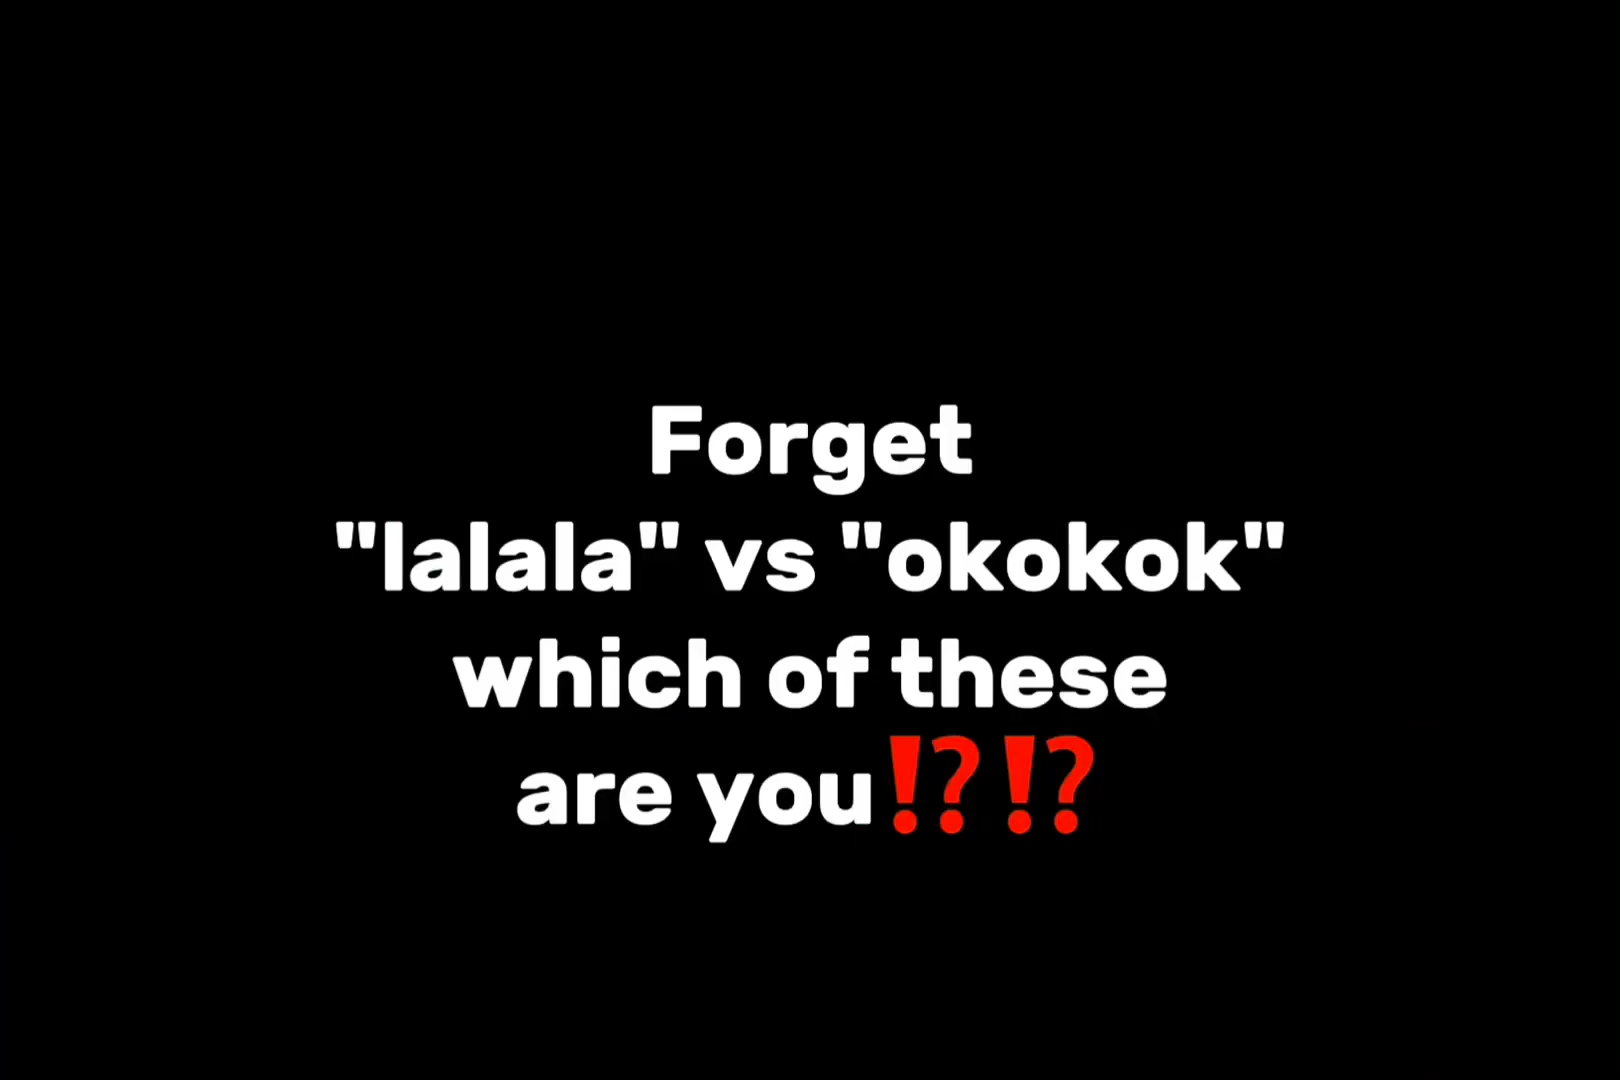 Forget
"lalala" vs "okokok"
which of these
are you⁉️⁉️